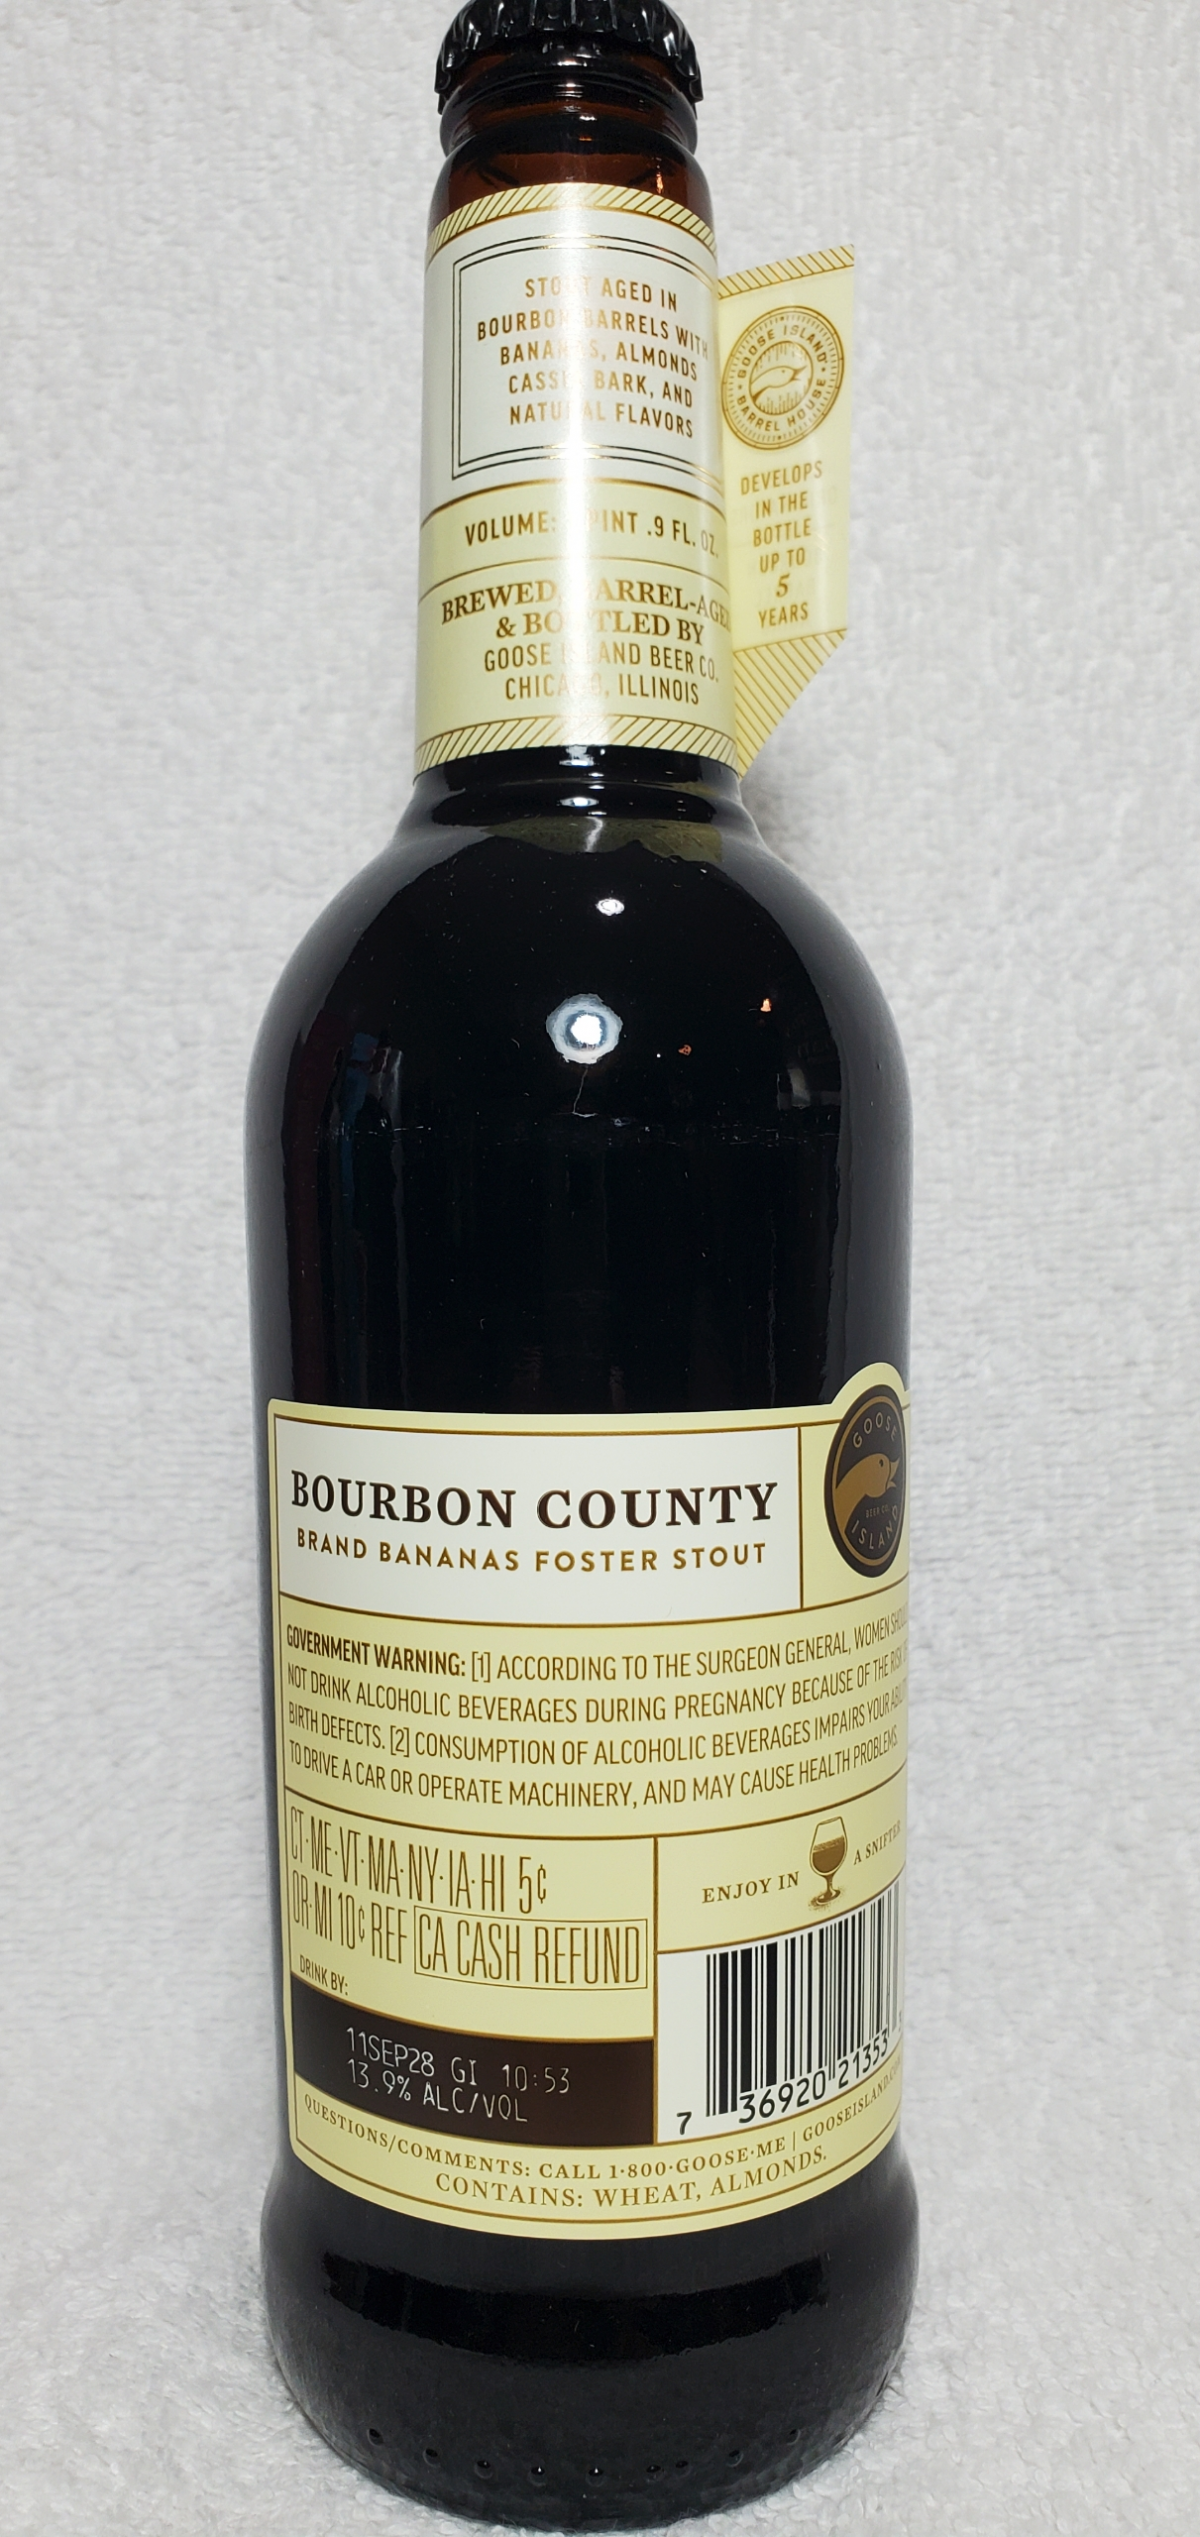 STOUT AGED IN
BOURBON BARRELS WITH
BANANAS, ALMONDS
CASSIA BARK, AND
NATURAL FLAVORS
VOLUME: PINT .9 FL. OZ.
BREWED, BARREL-AGED
& BOTTLED BY
GOOSE ISLAND BEER CO.
CHICAGO, ILLINOIS
GOOSE ISLAND
BARREL HOUSE
DEVELOPS
IN THE
BOTTLE
UP TO
5
YEARS
BOURBON COUNTY
BRAND BANANAS FOSTER STOUT
GOOSE
BEER CO.
ISLAND
GOVERNMENT WARNING: [1] ACCORDING TO THE SURGEON GENERAL, WOMEN SHOULD
NOT DRINK ALCOHOLIC BEVERAGES DURING PREGNANCY BECAUSE OF THE RISK OF
BIRTH DEFECTS. [2] CONSUMPTION OF ALCOHOLIC BEVERAGES IMPAIRS YOUR ABILITY
TO DRIVE A CAR OR OPERATE MACHINERY, AND MAY CAUSE HEALTH PROBLEMS.
CT·ME·VT·MA·NY·IA·HI 5¢
OR·MI 10¢ REF CA CASH REFUND
ENJOY IN A SNIFTER
DRINK BY:
11SEP28 GI 10:53
13.9% ALC/VOL
7 36920 21353
QUESTIONS/COMMENTS: CALL 1·800·GOOSE·ME | GOOSEISLAND.COM
CONTAINS: WHEAT, ALMONDS.